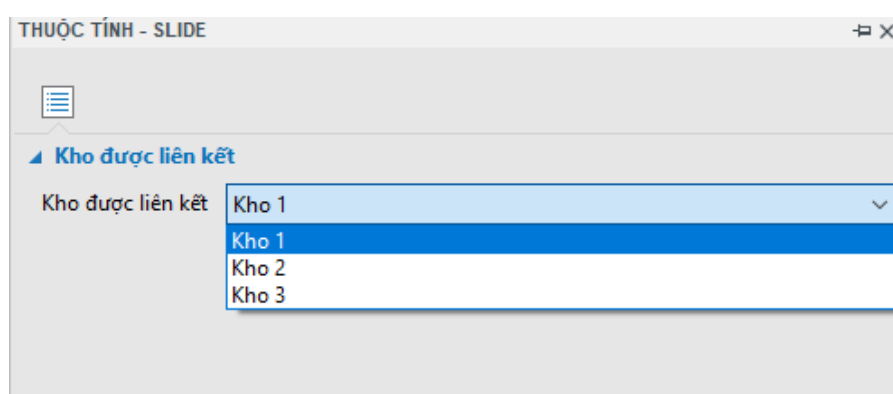 THUỘC TÍNH - SLIDE
Kho được liên kết
Kho được liên kết Kho 1
Kho 1
Kho 2
Kho 3